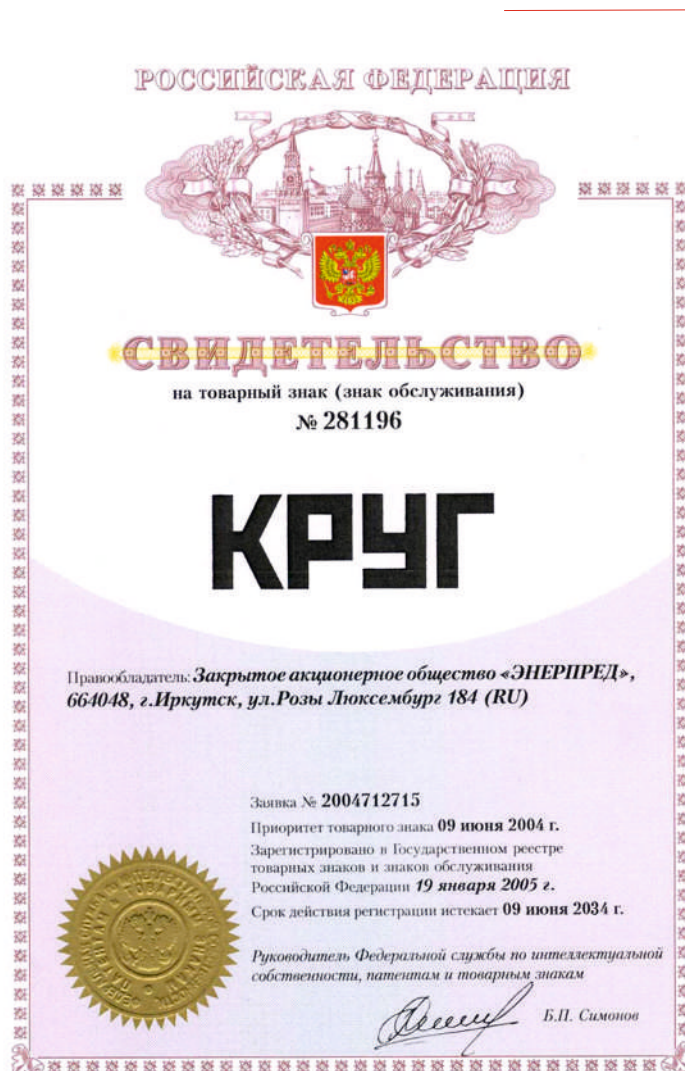 РОССИЙСКАЯ ФЕДЕРАЦИЯ
СВИДЕТЕЛЬСТВО
на товарный знак (знак обслуживания)
№ 281196
КРУГ
Правообладатель: Закрытое акционерное общество «ЭНЕРПРЕД»,
664048, г.Иркутск, ул.Розы Люксембург 184 (RU)
Заявка № 2004712715
Приоритет товарного знака 09 июня 2004 г.
Зарегистрировано в Государственном реестре
товарных знаков и знаков обслуживания
Российской Федерации 19 января 2005 г.
Срок действия регистрации истекает 09 июня 2034 г.
Руководитель Федеральной службы по интеллектуальной
собственности, патентам и товарным знакам
Б.П. Симонов